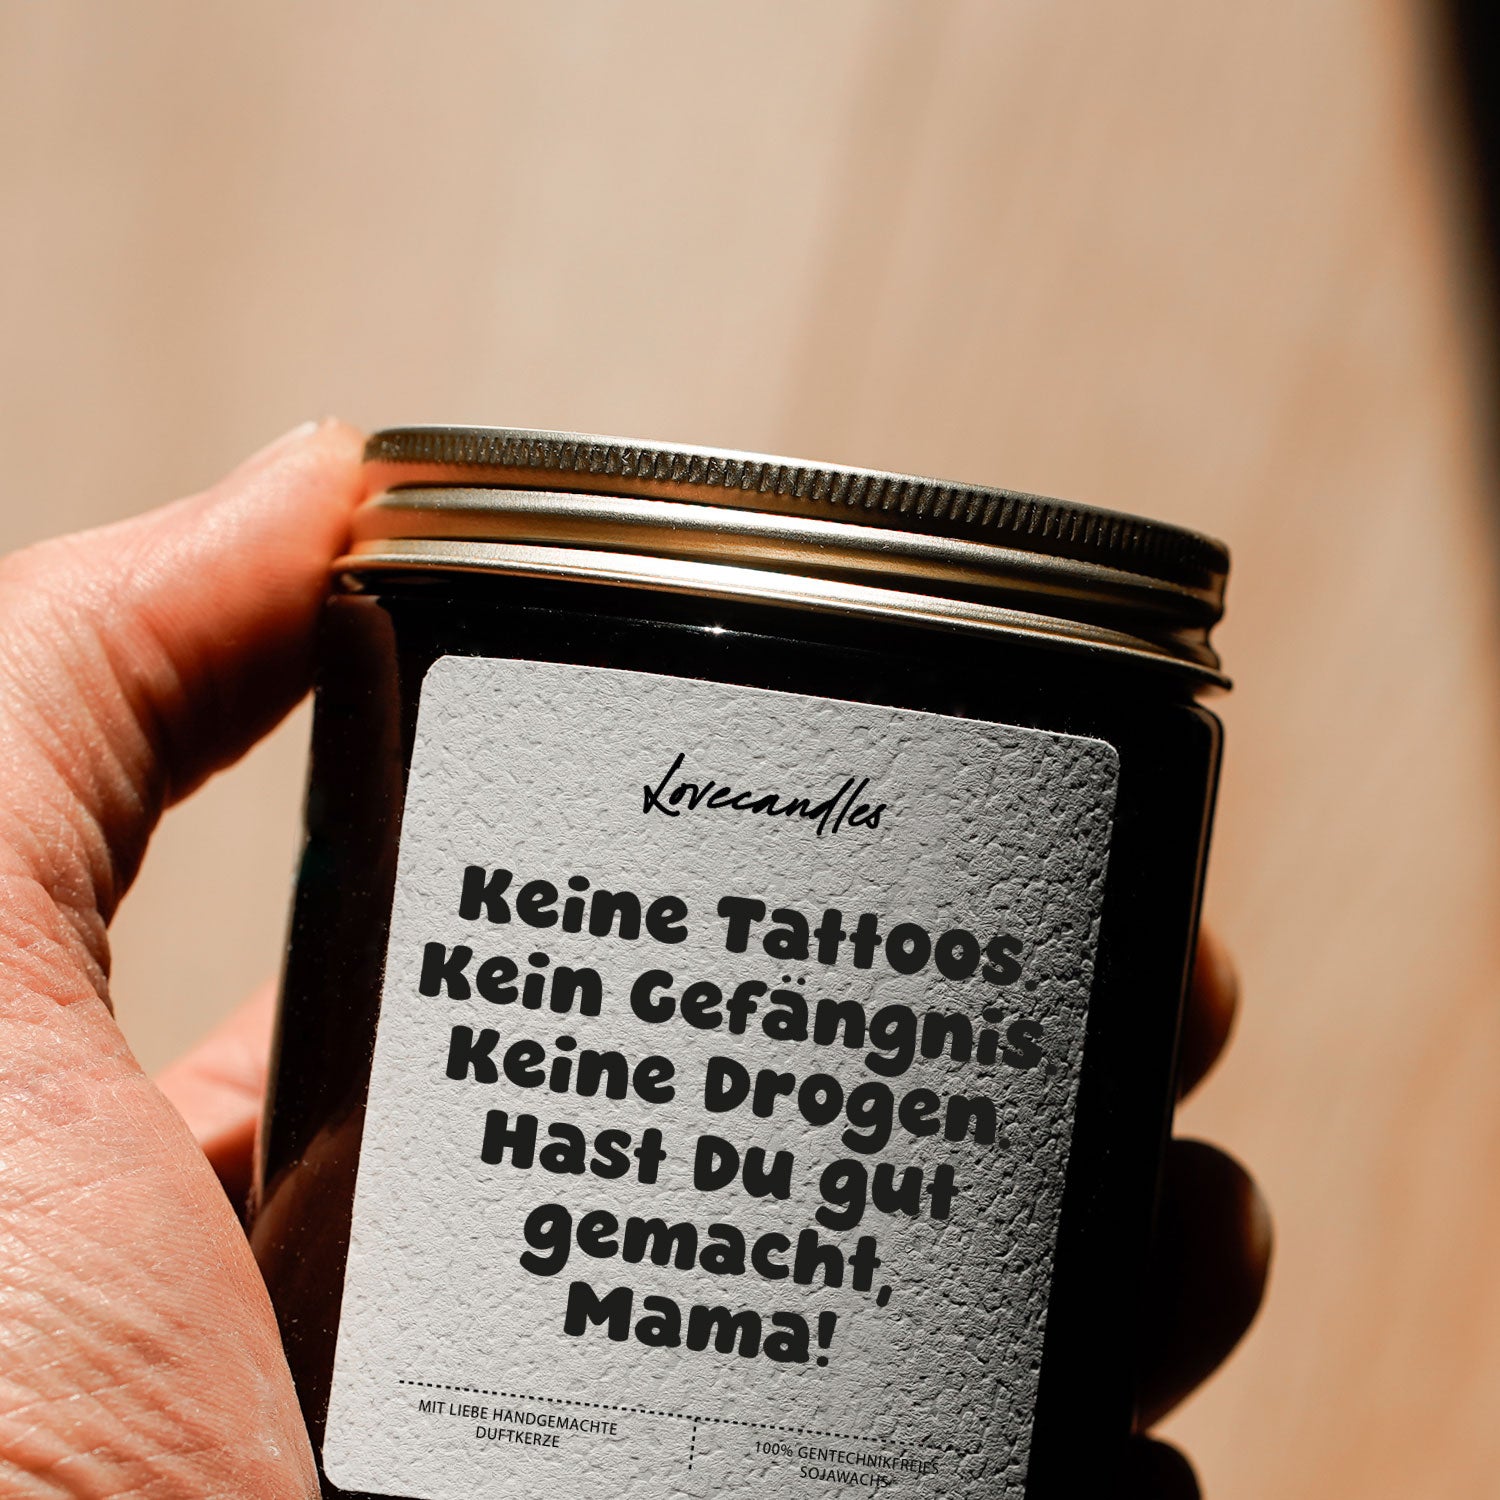 Lovecandles
Keine Tattoos.
Kein Gefängnis.
Keine Drogen.
Hast Du gut
gemacht,
Mama!
MIT LIEBE HANDGEMACHTE
DUFTKERZE
100% GENTECHNIKFREIES
SOJAWACHS